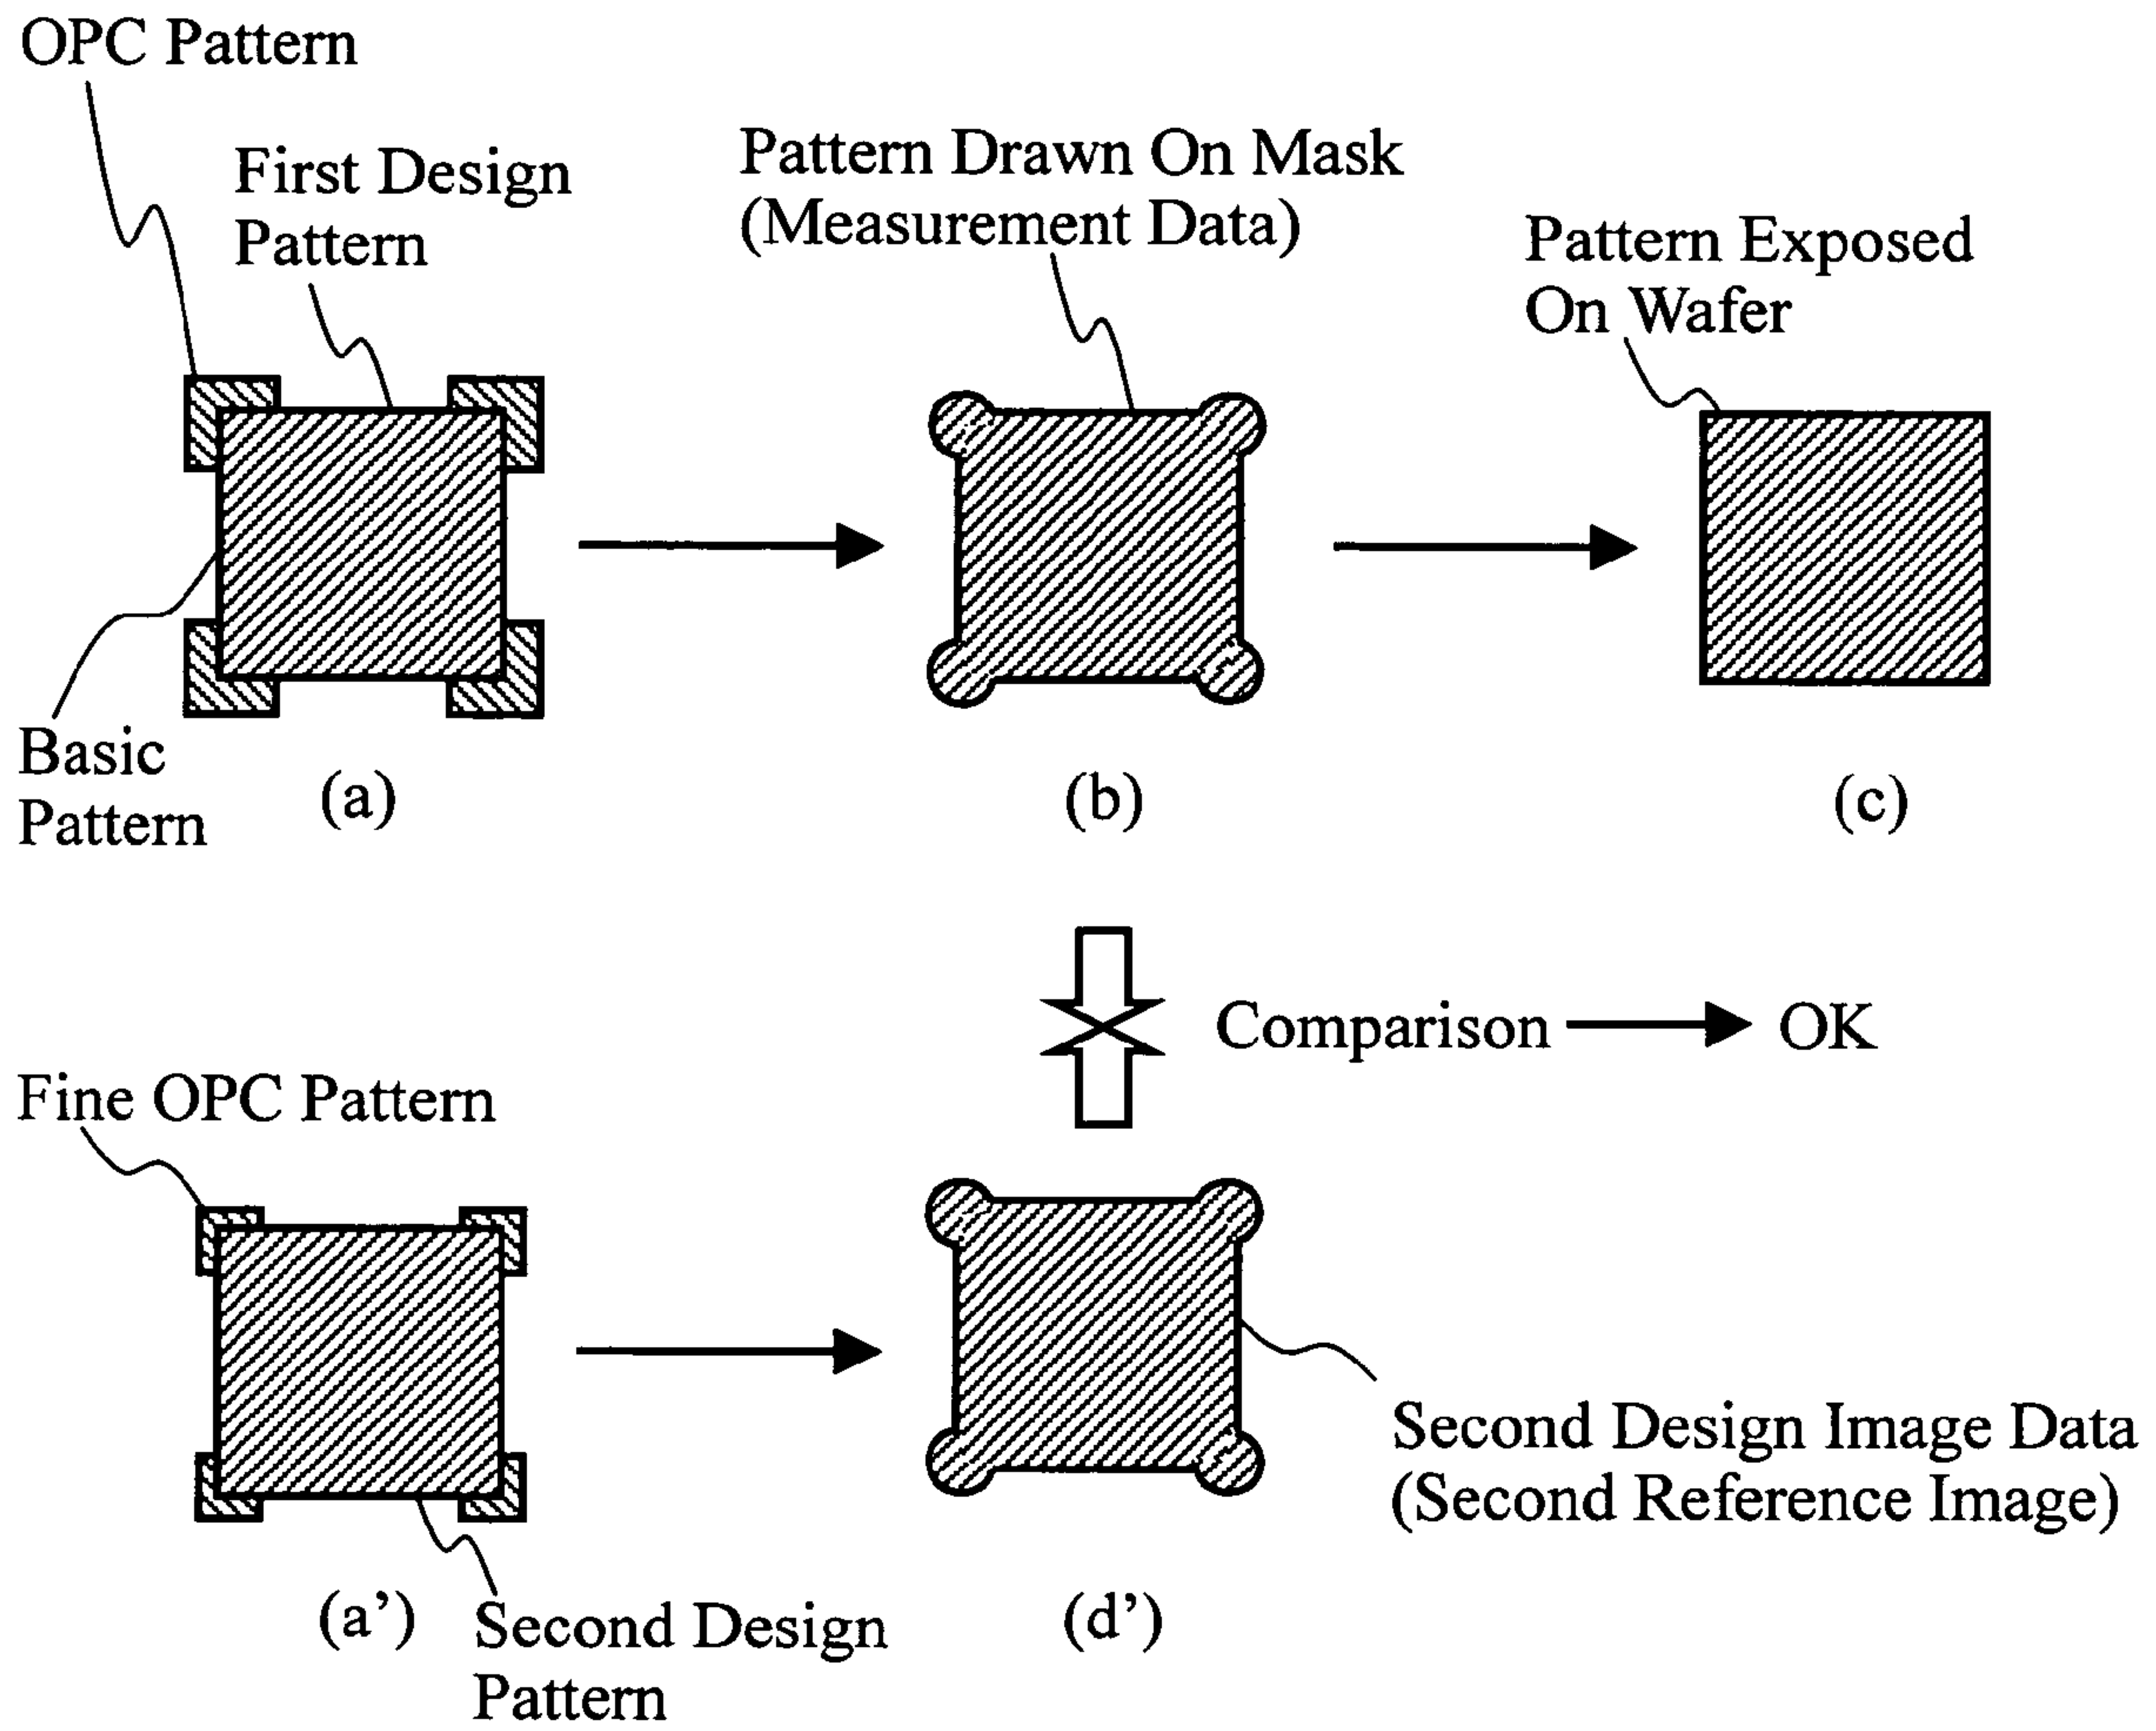 OPC Pattern
First Design
Pattern
Pattern Drawn On Mask
(Measurement Data)
Pattern Exposed
On Wafer
Basic
Pattern
(a)
(b)
(c)
Comparison
OK
Fine OPC Pattern
Second Design Image Data
(Second Reference Image)
(a’)
Second Design
Pattern
(d’)